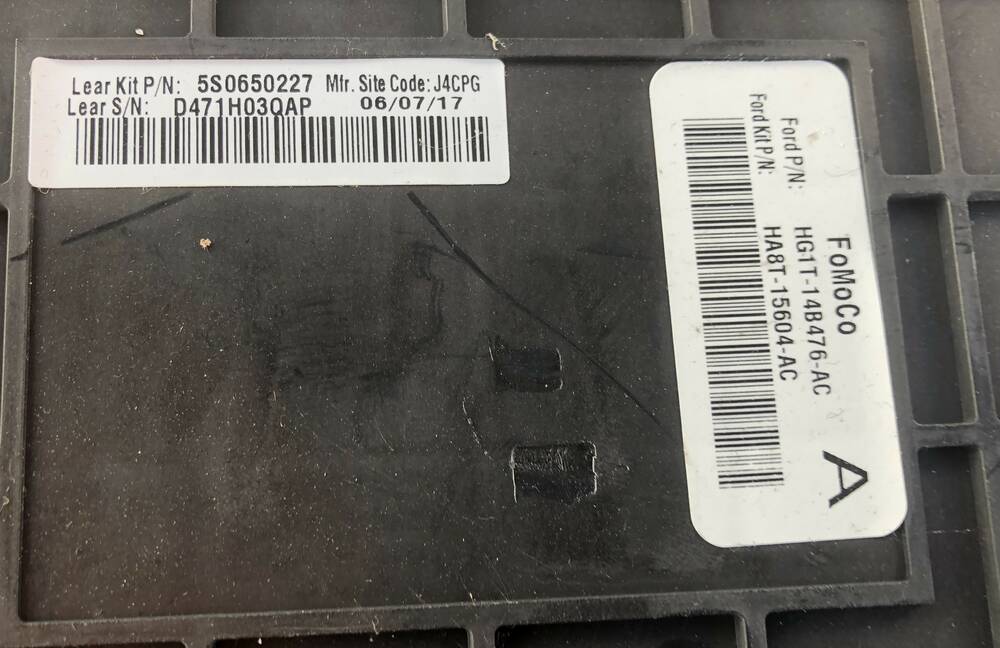 Lear Kit P/N: 5S0650227 Mfr. Site Code: J4CPG
Lear S/N: D471H03QAP 06/07/17
FoMoCo
Ford P/N: HG1T-14B476-AC
Ford Kit P/N: HA8T-15604-AC
A